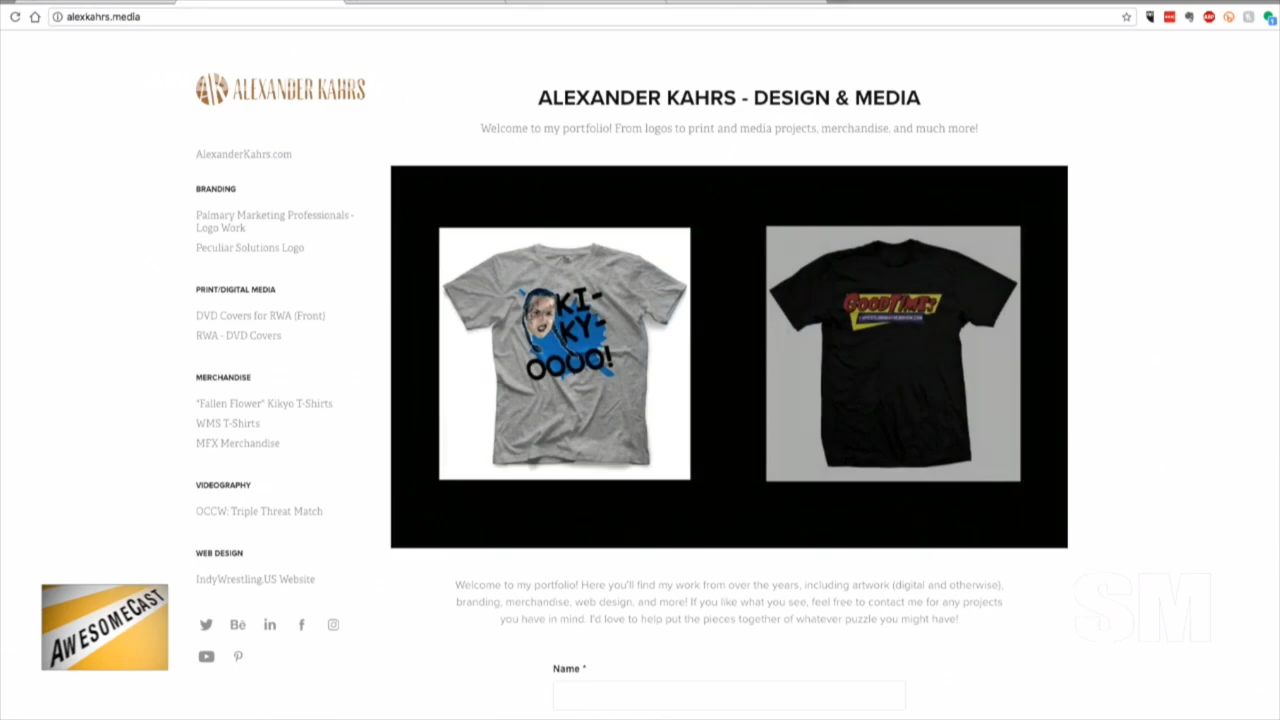 alexkahrs.media
AK ALEXANDER KAHRS
AlexanderKahrs.com
BRANDING
Palmary Marketing Professionals -
Logo Work
Peculiar Solutions Logo
PRINT/DIGITAL MEDIA
DVD Covers for RWA (Front)
RWA - DVD Covers
MERCHANDISE
"Fallen Flower" Kikyo T-Shirts
WMS T-Shirts
MFX Merchandise
VIDEOGRAPHY
OCCW: Triple Threat Match
WEB DESIGN
IndyWrestling.US Website
Bē
in
f
AWESOMECAST
ALEXANDER KAHRS - DESIGN & MEDIA
Welcome to my portfolio! From logos to print and media projects, merchandise, and much more!
KI-
KY-
OOOO!
GOODTIMES
Welcome to my portfolio! Here you'll find my work from over the years, including artwork (digital and otherwise),
branding, merchandise, web design, and more! If you like what you see, feel free to contact me for any projects
you have in mind. I'd love to help put the pieces together of whatever puzzle you might have!
Name *
SM